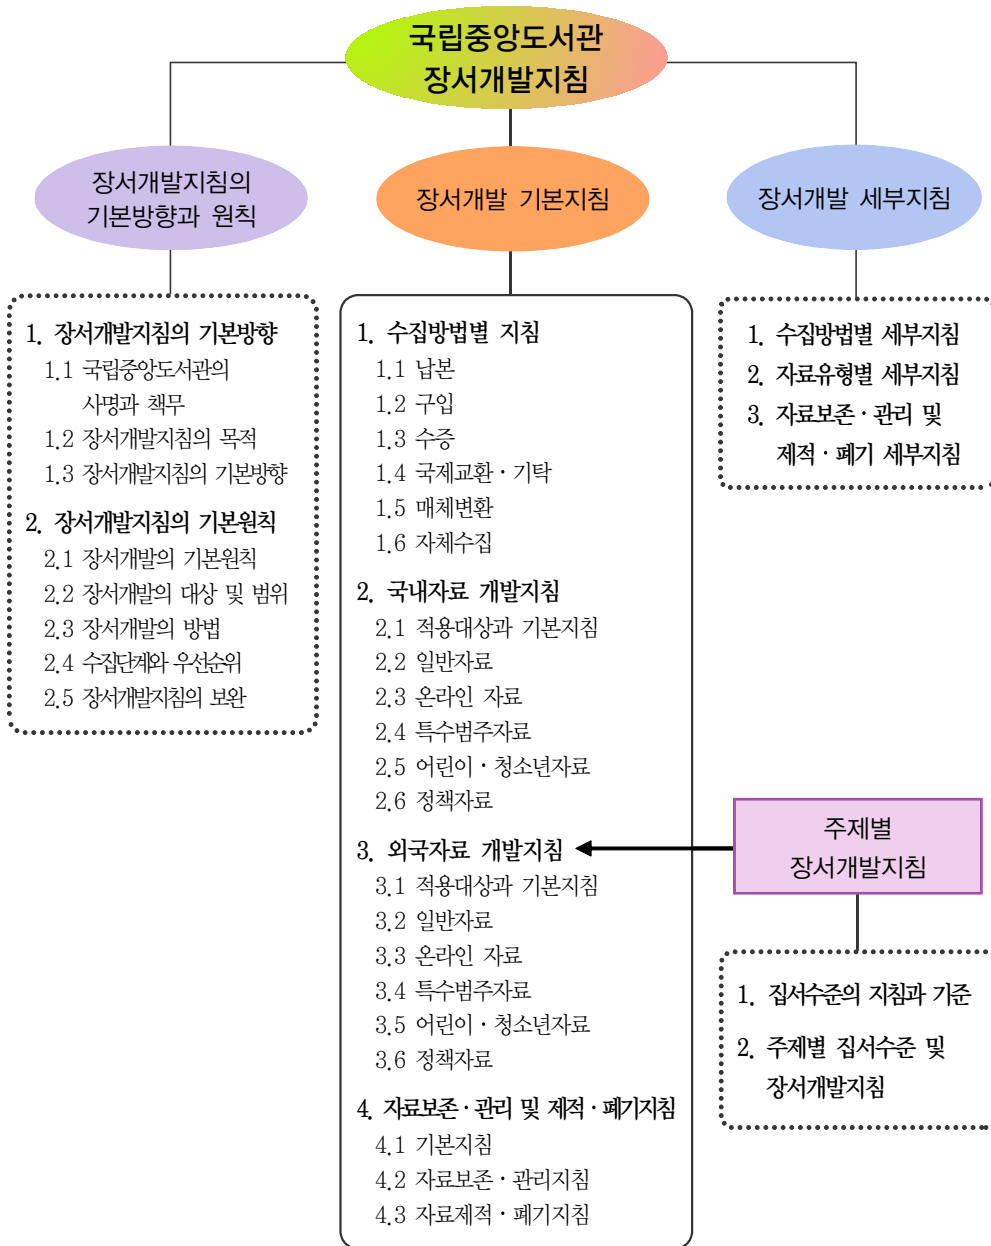 국립중앙도서관
장서개발지침
장서개발지침의
기본방향과 원칙
1. 장서개발지침의 기본방향
1.1 국립중앙도서관의
사명과 책무
1.2 장서개발지침의 목적
1.3 장서개발지침의 기본방향
2. 장서개발지침의 기본원칙
2.1 장서개발의 기본원칙
2.2 장서개발의 대상 및 범위
2.3 장서개발의 방법
2.4 수집단계와 우선순위
2.5 장서개발지침의 보완
장서개발 기본지침
1. 수집방법별 지침
1.1 납본
1.2 구입
1.3 수증
1.4 국제교환·기탁
1.5 매체변환
1.6 자체수집
2. 국내자료 개발지침
2.1 적용대상과 기본지침
2.2 일반자료
2.3 온라인 자료
2.4 특수범주자료
2.5 어린이·청소년자료
2.6 정책자료
3. 외국자료 개발지침
3.1 적용대상과 기본지침
3.2 일반자료
3.3 온라인 자료
3.4 특수범주자료
3.5 어린이·청소년자료
3.6 정책자료
4. 자료보존·관리 및 제적·폐기지침
4.1 기본지침
4.2 자료보존·관리지침
4.3 자료제적·폐기지침
장서개발 세부지침
1. 수집방법별 세부지침
2. 자료유형별 세부지침
3. 자료보존·관리 및
제적·폐기 세부지침
주제별
장서개발지침
1. 집서수준의 지침과 기준
2. 주제별 집서수준 및
장서개발지침